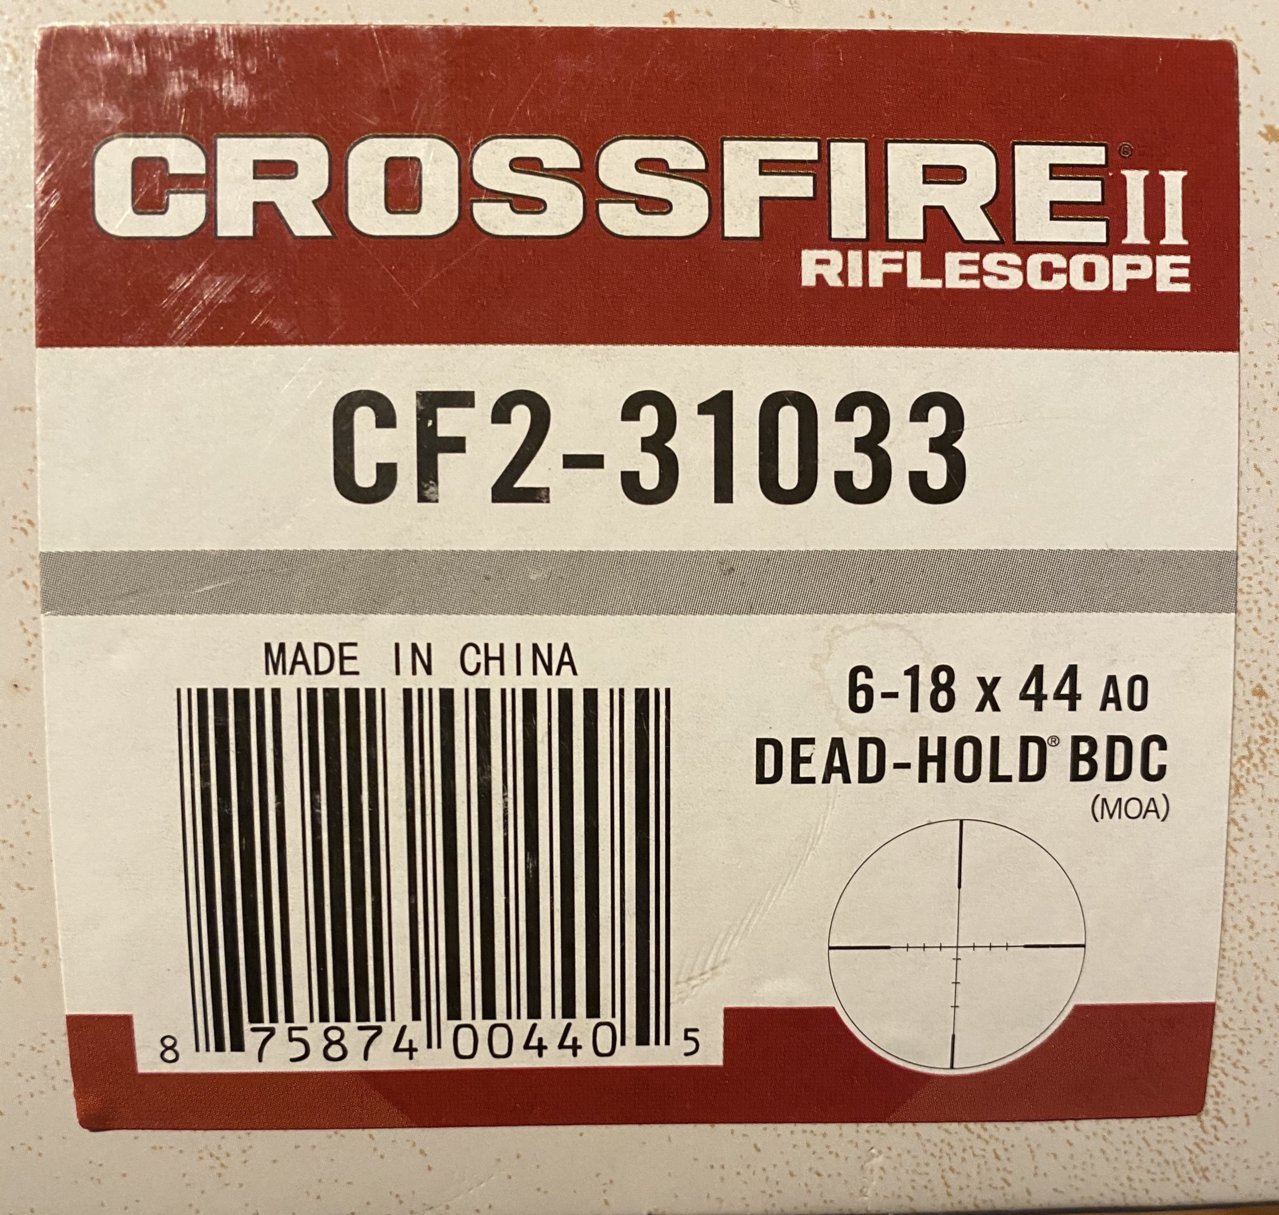 CROSSFIRE® II
RIFLESCOPE
CF2-31033
MADE IN CHINA
8 75874 00440 5
6-18 x 44 AO
DEAD-HOLD® BDC
(MOA)